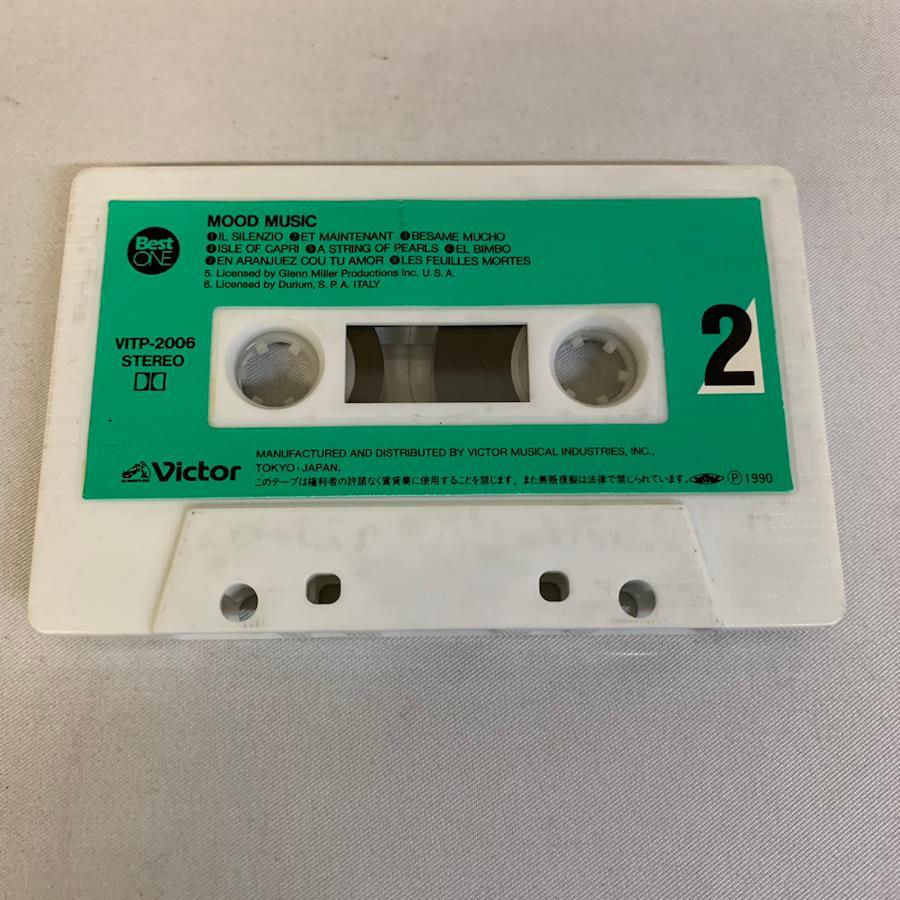 Best
ONE
MOOD MUSIC
❶IL SILENZIO ❷ET MAINTENANT ❸BESAME MUCHO
❹ISLE OF CAPRI ❺A STRING OF PEARLS ❻EL BIMBO
❼EN ARANJUEZ COU TU AMOR ❽LES FEUILLES MORTES
5. Licensed by Glenn Miller Productions Inc. U.S.A.
6. Licensed by Durium, S.P.A. ITALY
VITP-2006
STEREO
2
Victor
MANUFACTURED AND DISTRIBUTED BY VICTOR MUSICAL INDUSTRIES, INC.,
TOKYO, JAPAN.
このテープは権利者の許諾なく賃貸業に使用することを禁じます。また無断複製は法律で禁じられています。 Ⓟ1990